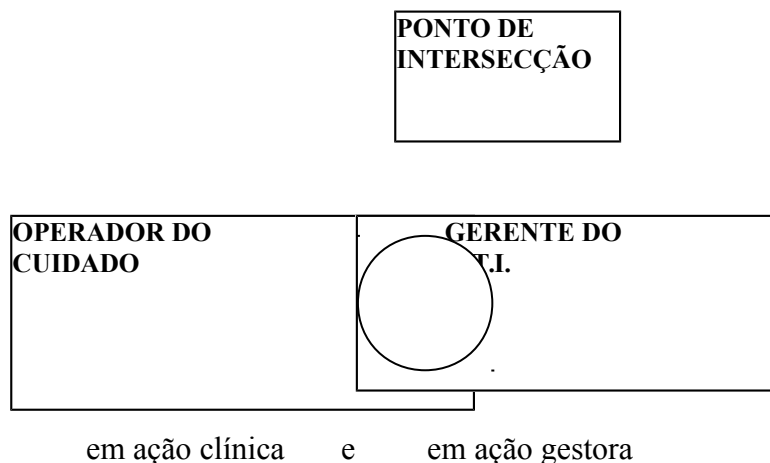 PONTO DE
INTERSECÇÃO
OPERADOR DO
CUIDADO
GERENTE DO
T.I.
em ação clínica e em ação gestora